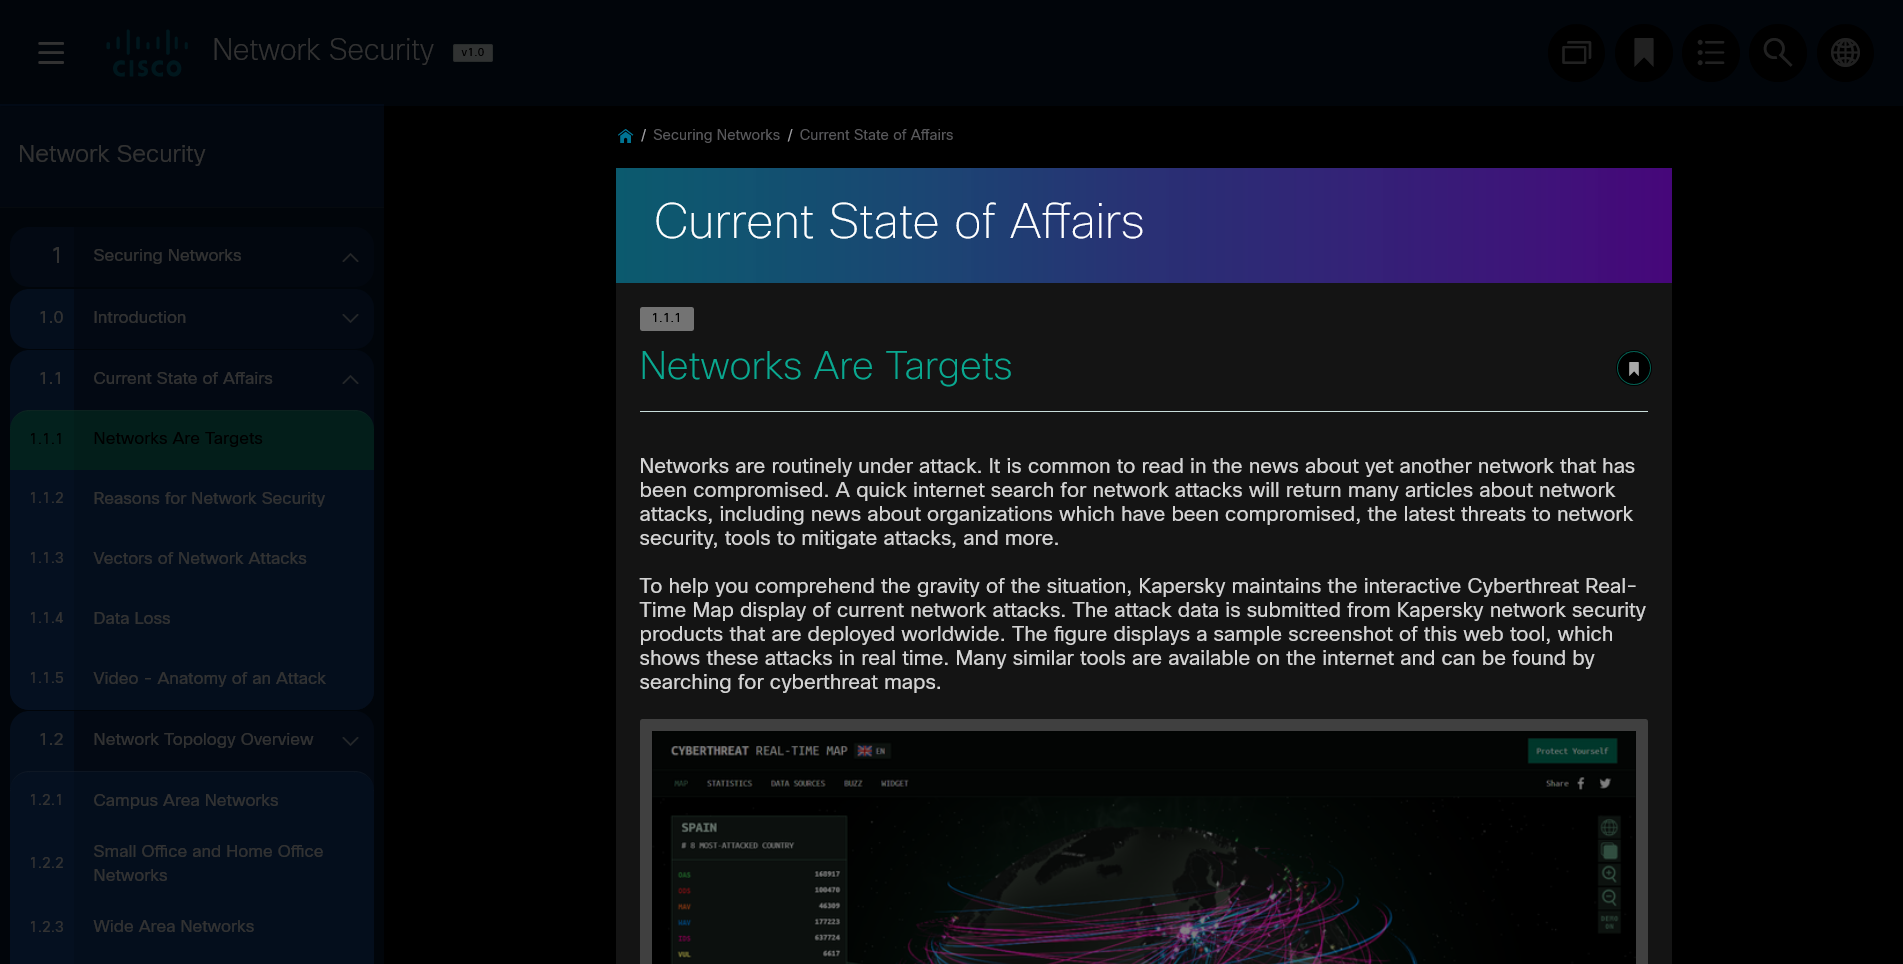 CISCO
Network Security
v1.0
Network Security
1 Securing Networks
1.0 Introduction
1.1 Current State of Affairs
1.1.1 Networks Are Targets
1.1.2 Reasons for Network Security
1.1.3 Vectors of Network Attacks
1.1.4 Data Loss
1.1.5 Video - Anatomy of an Attack
1.2 Network Topology Overview
1.2.1 Campus Area Networks
1.2.2 Small Office and Home Office
Networks
1.2.3 Wide Area Networks
/ Securing Networks / Current State of Affairs
Current State of Affairs
1.1.1
Networks Are Targets
Networks are routinely under attack. It is common to read in the news about yet another network that has
been compromised. A quick internet search for network attacks will return many articles about network
attacks, including news about organizations which have been compromised, the latest threats to network
security, tools to mitigate attacks, and more.
To help you comprehend the gravity of the situation, Kapersky maintains the interactive Cyberthreat Real-
Time Map display of current network attacks. The attack data is submitted from Kapersky network security
products that are deployed worldwide. The figure displays a sample screenshot of this web tool, which
shows these attacks in real time. Many similar tools are available on the internet and can be found by
searching for cyberthreat maps.
CYBERTHREAT REAL-TIME MAP EN
Protect Yourself
MAP STATISTICS DATA SOURCES BUZZ WIDGET
Share
SPAIN
# 8 MOST-ATTACKED COUNTRY
OAS 168917
ODS 100470
MAV 46309
WAV 177223
IDS 637724
VUL 6617
DEMO
ON